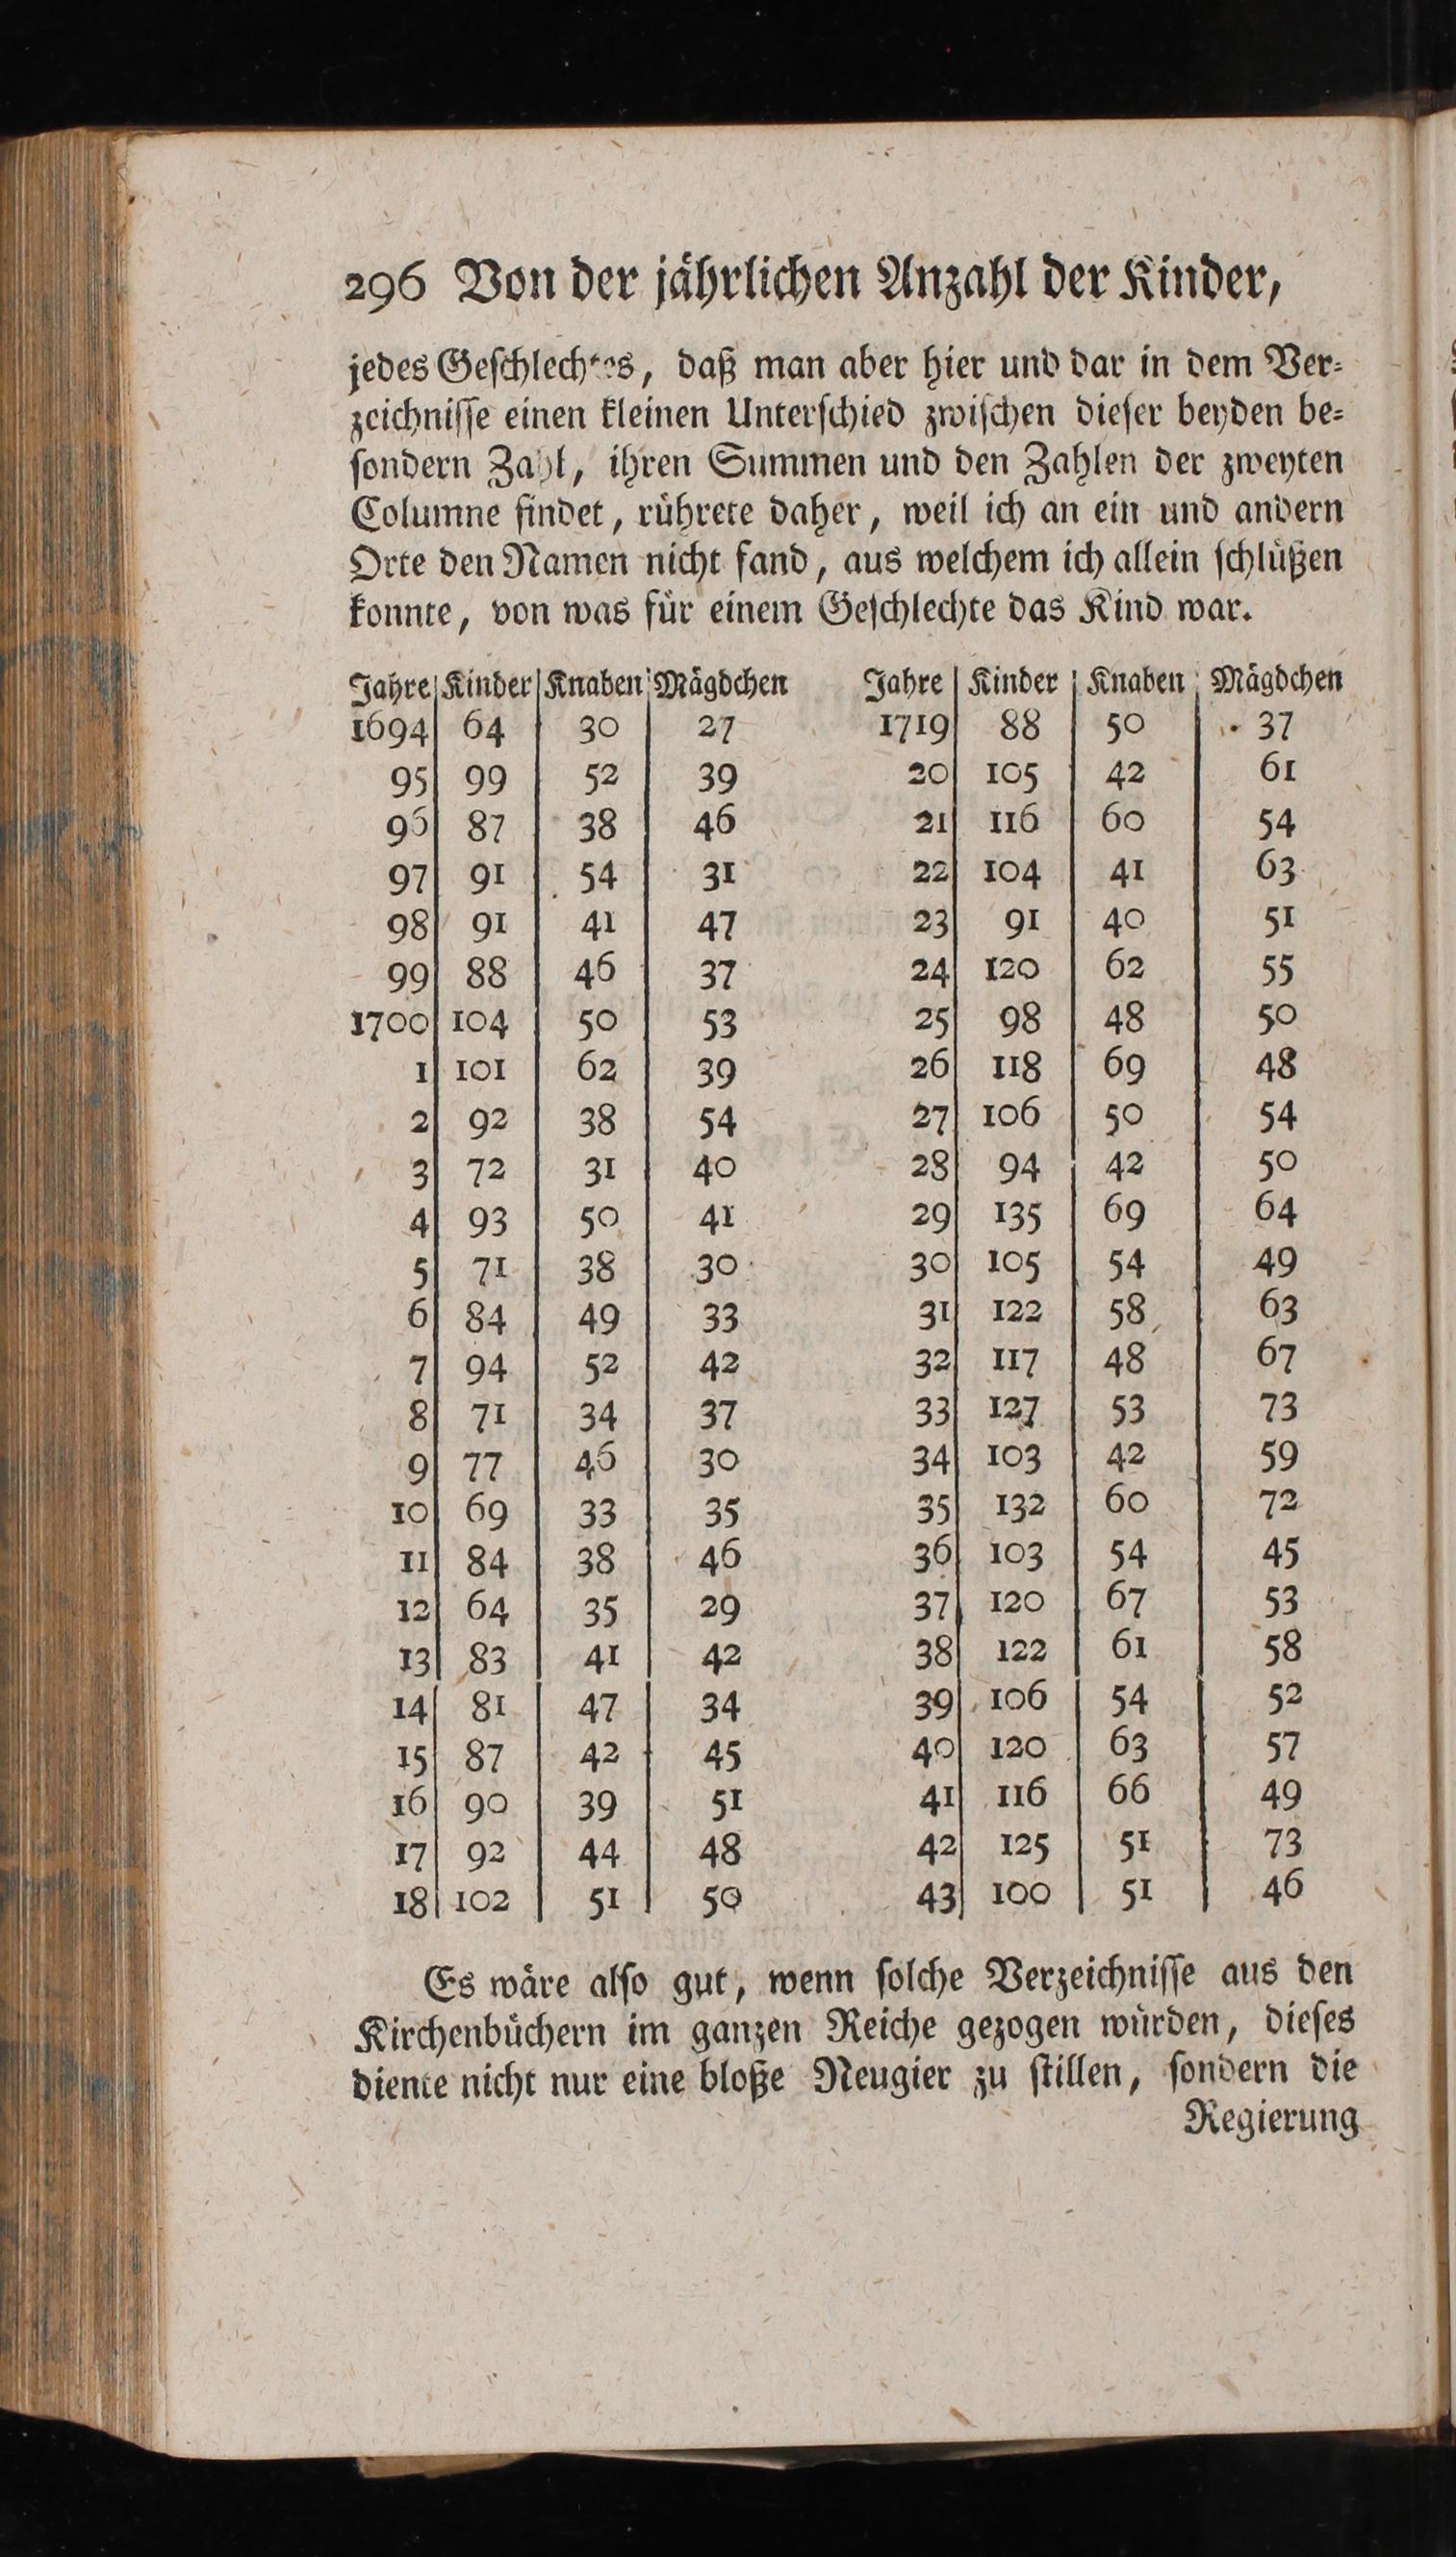 296 Von der jährlichen Anzahl der Kinder,
jedes Geſchlechtes, daß man aber hier und dar in dem Ver⸗
zeichniſſe einen kleinen Unterſchied zwiſchen dieſer beyden be⸗
ſondern Zahl, ihren Summen und den Zahlen der zweyten
Columne findet, rührete daher, weil ich an ein und andern
Orte den Namen nicht fand, aus welchem ich allein ſchlüßen
konnte, von was für einem Geſchlechte das Kind war.
Jahre Kinder Knaben Mägdchen Jahre Kinder Knaben Mägdchen
1694 64 30 27 1719 88 50 37
95 99 52 39 20 105 42 61
96 87 38 46 21 116 60 54
97 91 54 31 22 104 41 63
98 91 41 47 23 91 40 51
99 88 46 37 24 120 62 55
1700 104 50 53 25 98 48 50
1 101 62 39 26 118 69 48
2 92 38 54 27 106 50 54
3 72 31 40 28 94 42 50
4 93 50 41 29 135 69 64
5 71 38 30 30 105 54 49
6 84 49 33 31 122 58 63
7 94 52 42 32 117 48 67
8 71 34 37 33 127 53 73
9 77 46 30 34 103 42 59
10 69 33 35 35 132 60 72
11 84 38 46 36 103 54 45
12 64 35 29 37 120 67 53
13 83 41 42 38 122 61 58
14 81 47 34 39 106 54 52
15 87 42 45 40 120 63 57
16 90 39 51 41 116 66 49
17 92 44 48 42 125 51 73
18 102 51 50 43 100 51 46
Es wäre alſo gut, wenn ſolche Verzeichniſſe aus den
Kirchenbüchern im ganzen Reiche gezogen würden, dieſes
diente nicht nur eine bloße Neugier zu ſtillen, ſondern die
Regierung